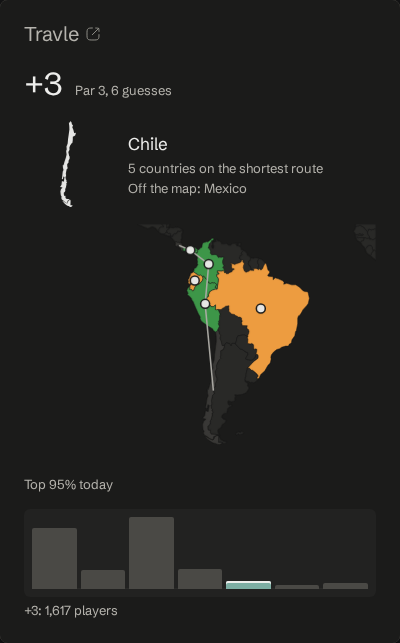 Travle
+3 Par 3, 6 guesses
Chile
5 countries on the shortest route
Off the map: Mexico
Top 95% today
+3: 1,617 players